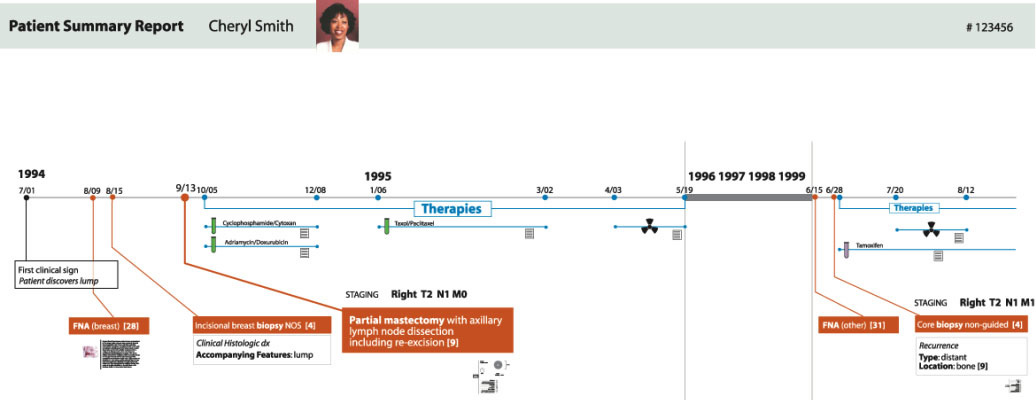 Patient Summary Report Cheryl Smith # 123456
1994 1995 1996 1997 1998 1999
7/01 8/09 8/15 9/13 10/05 12/08 1/06 3/02 4/03 5/19 6/15 6/28 7/20 8/12
Therapies Therapies
Cyclophosphamide/Cytoxan Taxol/Paclitaxel
Adriamycin/Doxurubicin Tamoxifen
First clinical sign
Patient discovers lump
STAGING Right T2 N1 M0
STAGING Right T2 N1 M1
FNA (breast) [28]
Incisional breast biopsy NOS [4]
Clinical Histologic dx
Accompanying Features: lump
Partial mastectomy with axillary
lymph node dissection
including re-excision [9]
FNA (other) [31]
Core biopsy non-guided [4]
Recurrence
Type: distant
Location: bone [9]